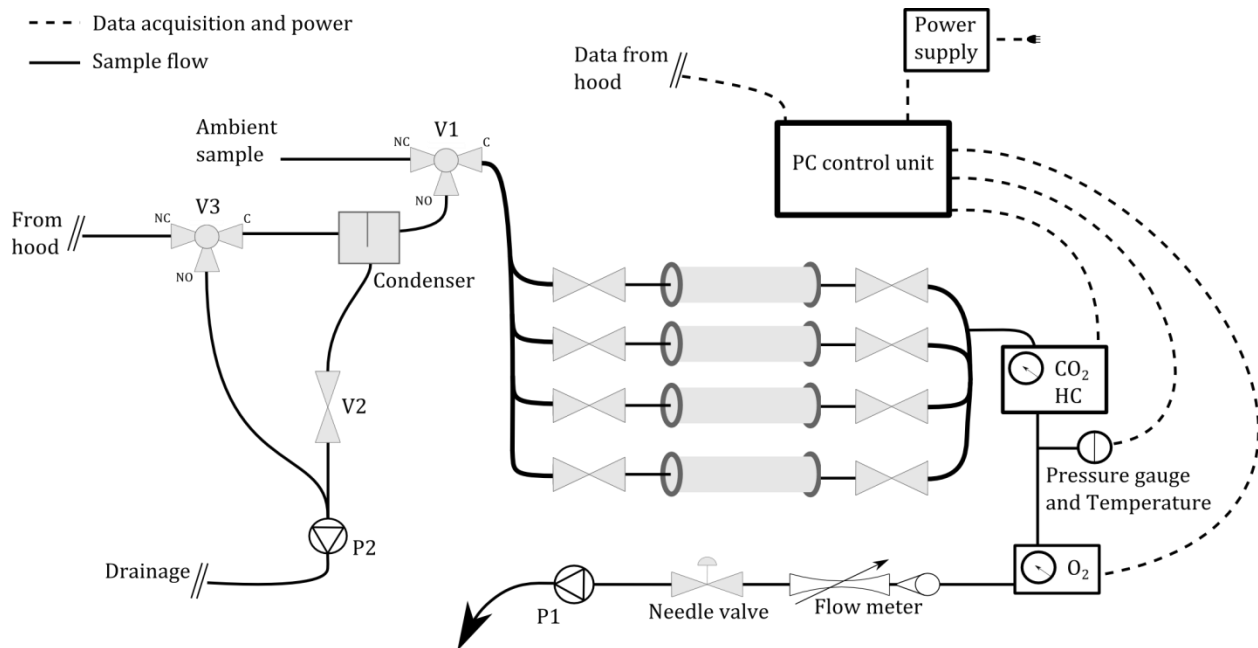 Data acquisition and power
Sample flow
Power
supply
Data from
hood
PC control unit
Ambient
sample
NC
V1
C
NO
From
hood
NC
V3
C
NO
Condenser
V2
CO₂
HC
Pressure gauge
and Temperature
P2
Drainage
O₂
P1
Needle valve
Flow meter